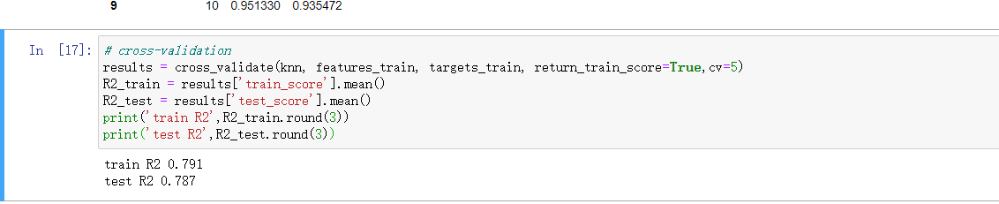 9 10 0.951330 0.935472
In [17]: # cross-validation
results = cross_validate(knn, features_train, targets_train, return_train_score=True,cv=5)
R2_train = results['train_score'].mean()
R2_test = results['test_score'].mean()
print('train R2',R2_train.round(3))
print('test R2',R2_test.round(3))
train R2 0.791
test R2 0.787